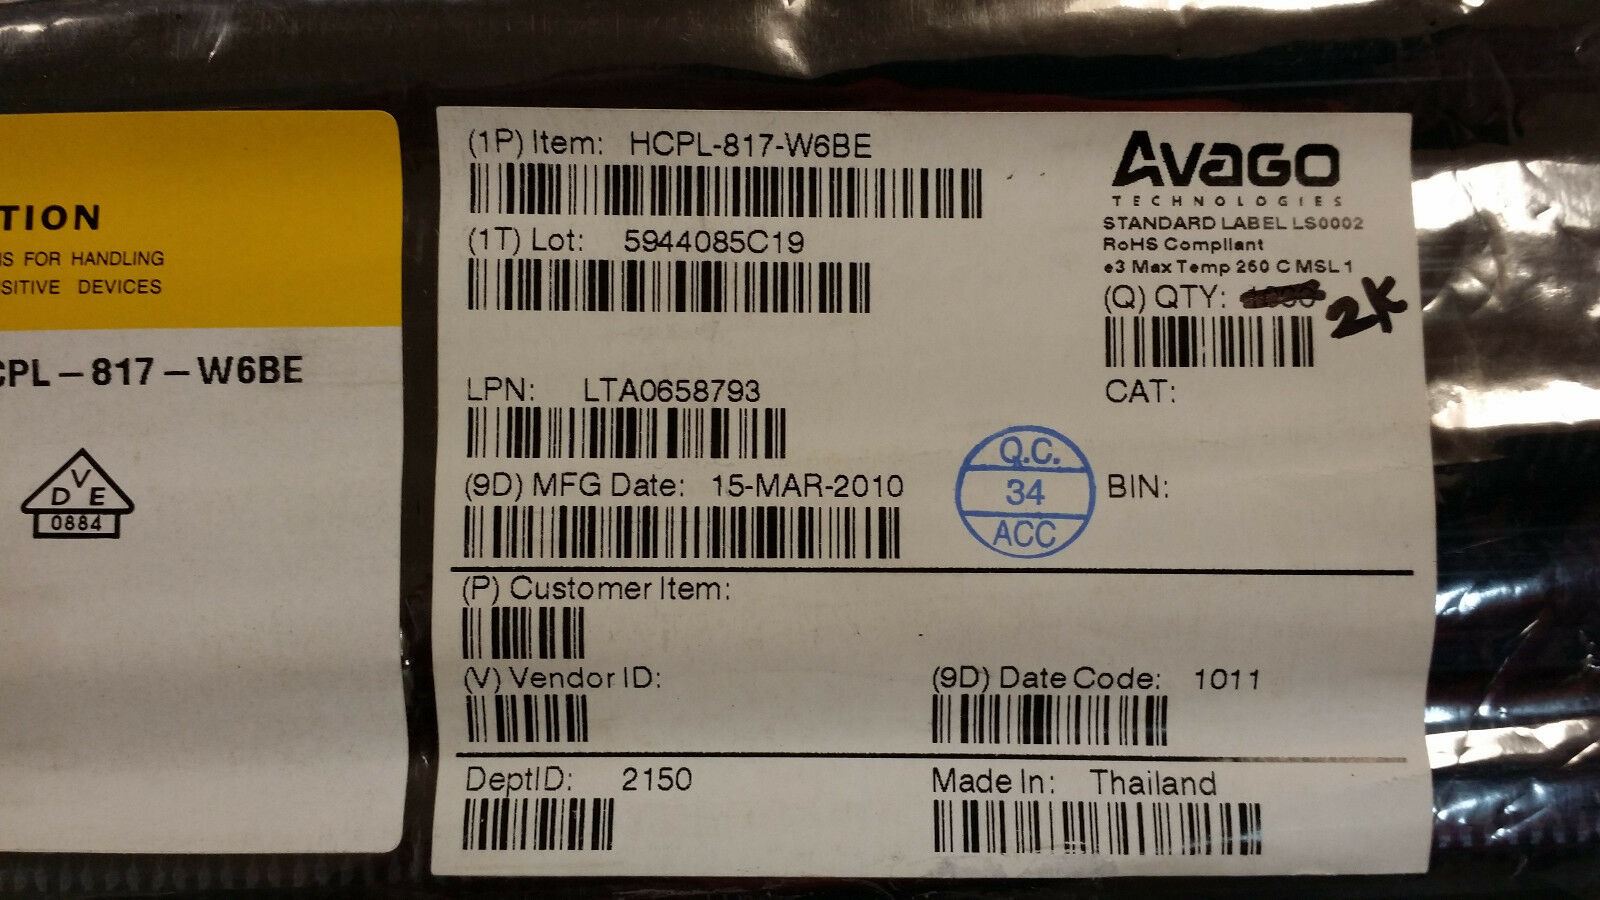 TION
S FOR HANDLING
SITIVE DEVICES
CPL-817-W6BE
V
D E
0884
(1P) Item: HCPL-817-W6BE
(1T) Lot: 5944085C19
LPN: LTA0658793
(9D) MFG Date: 15-MAR-2010
(P) Customer Item:
(V) Vendor ID:
DeptID: 2150
Avago
TECHNOLOGIES
STANDARD LABEL LS0002
RoHS Compliant
e3 Max Temp 260 C MSL 1
(Q) QTY: 2K
CAT:
Q.C.
34
ACC
BIN:
(9D) Date Code: 1011
Made In: Thailand